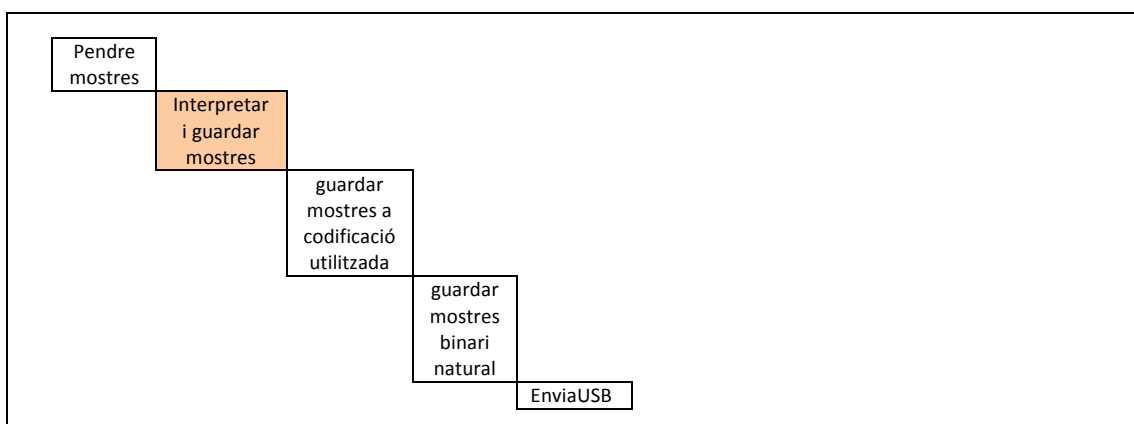 Pendre
mostres
Interpretar
i guardar
mostres
guardar
mostres a
codificació
utilitzada
guardar
mostres
binari
natural
EnviaUSB